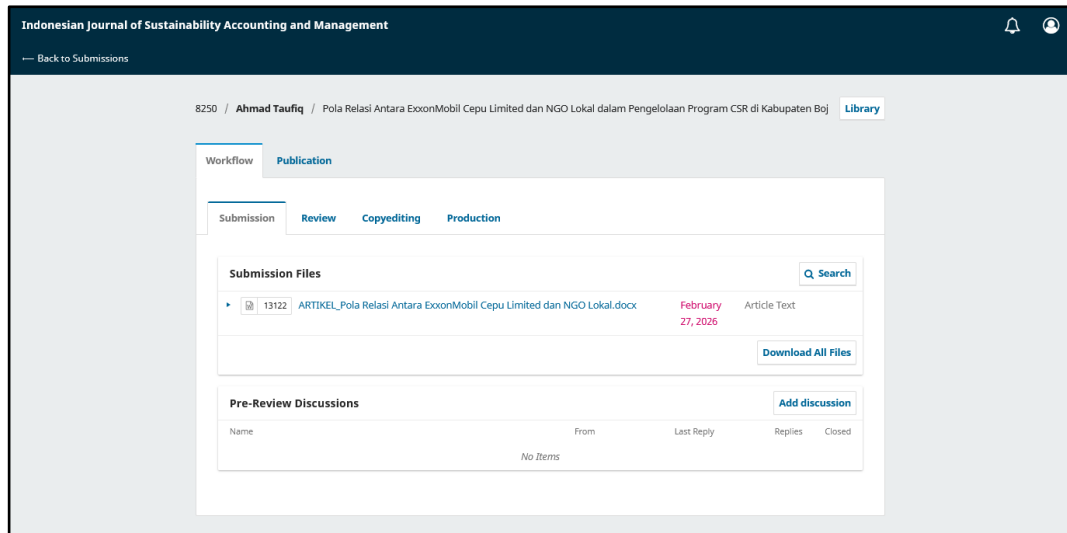 Indonesian Journal of Sustainability Accounting and Management
← Back to Submissions
8250 / Ahmad Taufiq / Pola Relasi Antara ExxonMobil Cepu Limited dan NGO Lokal dalam Pengelolaan Program CSR di Kabupaten Boj Library
Workflow Publication
Submission Review Copyediting Production
Submission Files Search
13122 ARTIKEL_Pola Relasi Antara ExxonMobil Cepu Limited dan NGO Lokal.docx February Article Text
27, 2026
Download All Files
Pre-Review Discussions Add discussion
Name From Last Reply Replies Closed
No Items